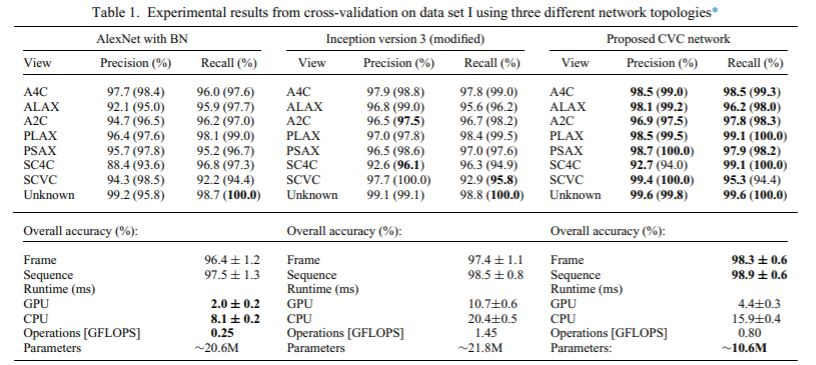 Table 1. Experimental results from cross-validation on data set I using three different network topologies*
AlexNet with BN Inception version 3 (modified) Proposed CVC network
View Precision (%) Recall (%) View Precision (%) Recall (%) View Precision (%) Recall (%)
A4C 97.7 (98.4) 96.0 (97.6) A4C 97.9 (98.8) 97.8 (99.0) A4C 98.5 (99.0) 98.5 (99.3)
ALAX 92.1 (95.0) 95.9 (97.7) ALAX 96.8 (99.0) 95.6 (96.2) ALAX 98.1 (99.2) 96.2 (98.0)
A2C 94.7 (96.5) 96.2 (97.0) A2C 96.5 (97.5) 96.7 (98.2) A2C 96.9 (97.5) 97.8 (98.3)
PLAX 96.4 (97.6) 98.1 (99.0) PLAX 97.0 (97.8) 98.4 (99.5) PLAX 98.5 (99.5) 99.1 (100.0)
PSAX 95.7 (97.8) 95.2 (96.7) PSAX 96.5 (98.6) 97.0 (97.6) PSAX 98.7 (100.0) 97.9 (98.2)
SC4C 88.4 (93.6) 96.8 (97.3) SC4C 92.6 (96.1) 96.3 (94.9) SC4C 92.7 (94.0) 99.1 (100.0)
SCVC 94.3 (98.5) 92.2 (94.4) SCVC 97.7 (100.0) 92.9 (95.8) SCVC 99.4 (100.0) 95.3 (94.4)
Unknown 99.2 (95.8) 98.7 (100.0) Unknown 99.1 (99.1) 98.8 (100.0) Unknown 99.6 (99.8) 99.6 (100.0)
Overall accuracy (%): Overall accuracy (%): Overall accuracy (%):
Frame 96.4 ± 1.2 Frame 97.4 ± 1.1 Frame 98.3 ± 0.6
Sequence 97.5 ± 1.3 Sequence 98.5 ± 0.8 Sequence 98.9 ± 0.6
Runtime (ms) Runtime (ms) Runtime (ms)
GPU 2.0 ± 0.2 GPU 10.7±0.6 GPU 4.4±0.3
CPU 8.1 ± 0.2 CPU 20.4±0.5 CPU 15.9±0.4
Operations [GFLOPS] 0.25 Operations [GFLOPS] 1.45 Operations [GFLOPS] 0.80
Parameters ~20.6M Parameters ~21.8M Parameters: ~10.6M